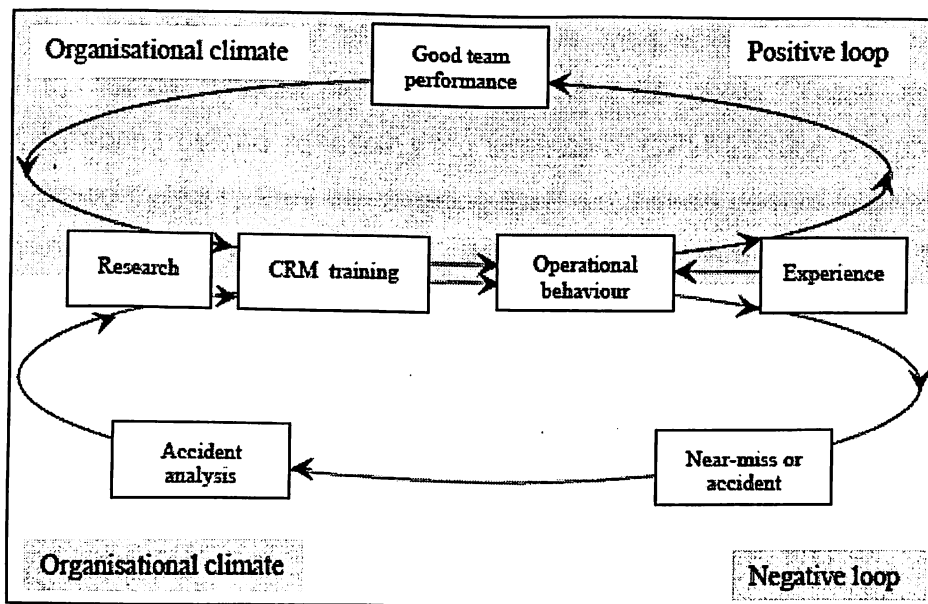 Organisational climate
Good team
performance
Positive loop
Research
CRM training
Operational
behaviour
Experience
Accident
analysis
Near-miss or
accident
Organisational climate
Negative loop